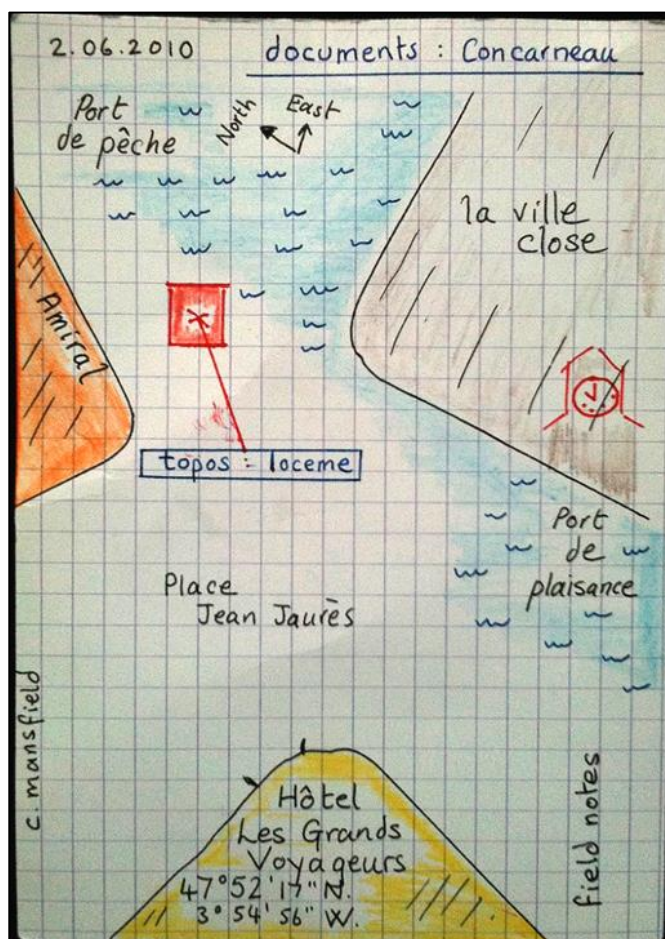 2.06.2010
documents : Concarneau
Port
de pêche
North
East
la ville
close
Amiral
topos : loceme
Port
de
plaisance
Place
Jean Jaurès
c. mansfield
field notes
Hôtel
Les Grands
Voyageurs
47°52'17" N.
3°54'56" W.